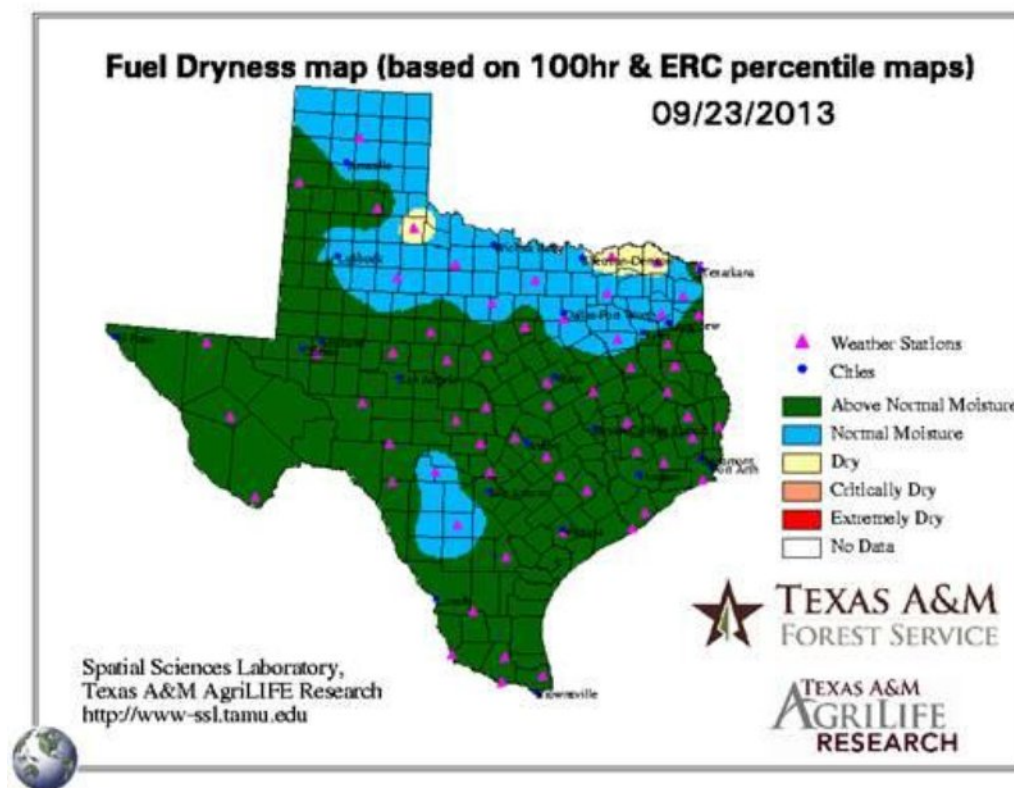 Fuel Dryness map (based on 100hr & ERC percentile maps)
09/23/2013
Texarkana
Weather Stations
Cities
Above Normal Moisture
Normal Moisture
Dry
Critically Dry
Extremely Dry
No Data
TEXAS A&M
FOREST SERVICE
Spatial Sciences Laboratory,
Texas A&M AgriLIFE Research
http://www-ssl.tamu.edu
Brownsville
TEXAS A&M
AGRILIFE
RESEARCH